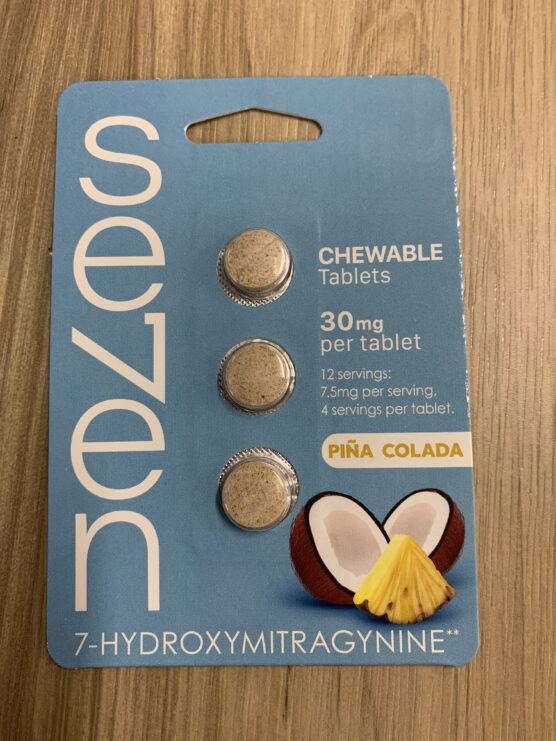 seven
CHEWABLE
Tablets
30mg
per tablet
12 servings:
7.5mg per serving,
4 servings per tablet.
PIÑA COLADA
7-HYDROXYMITRAGYNINE**